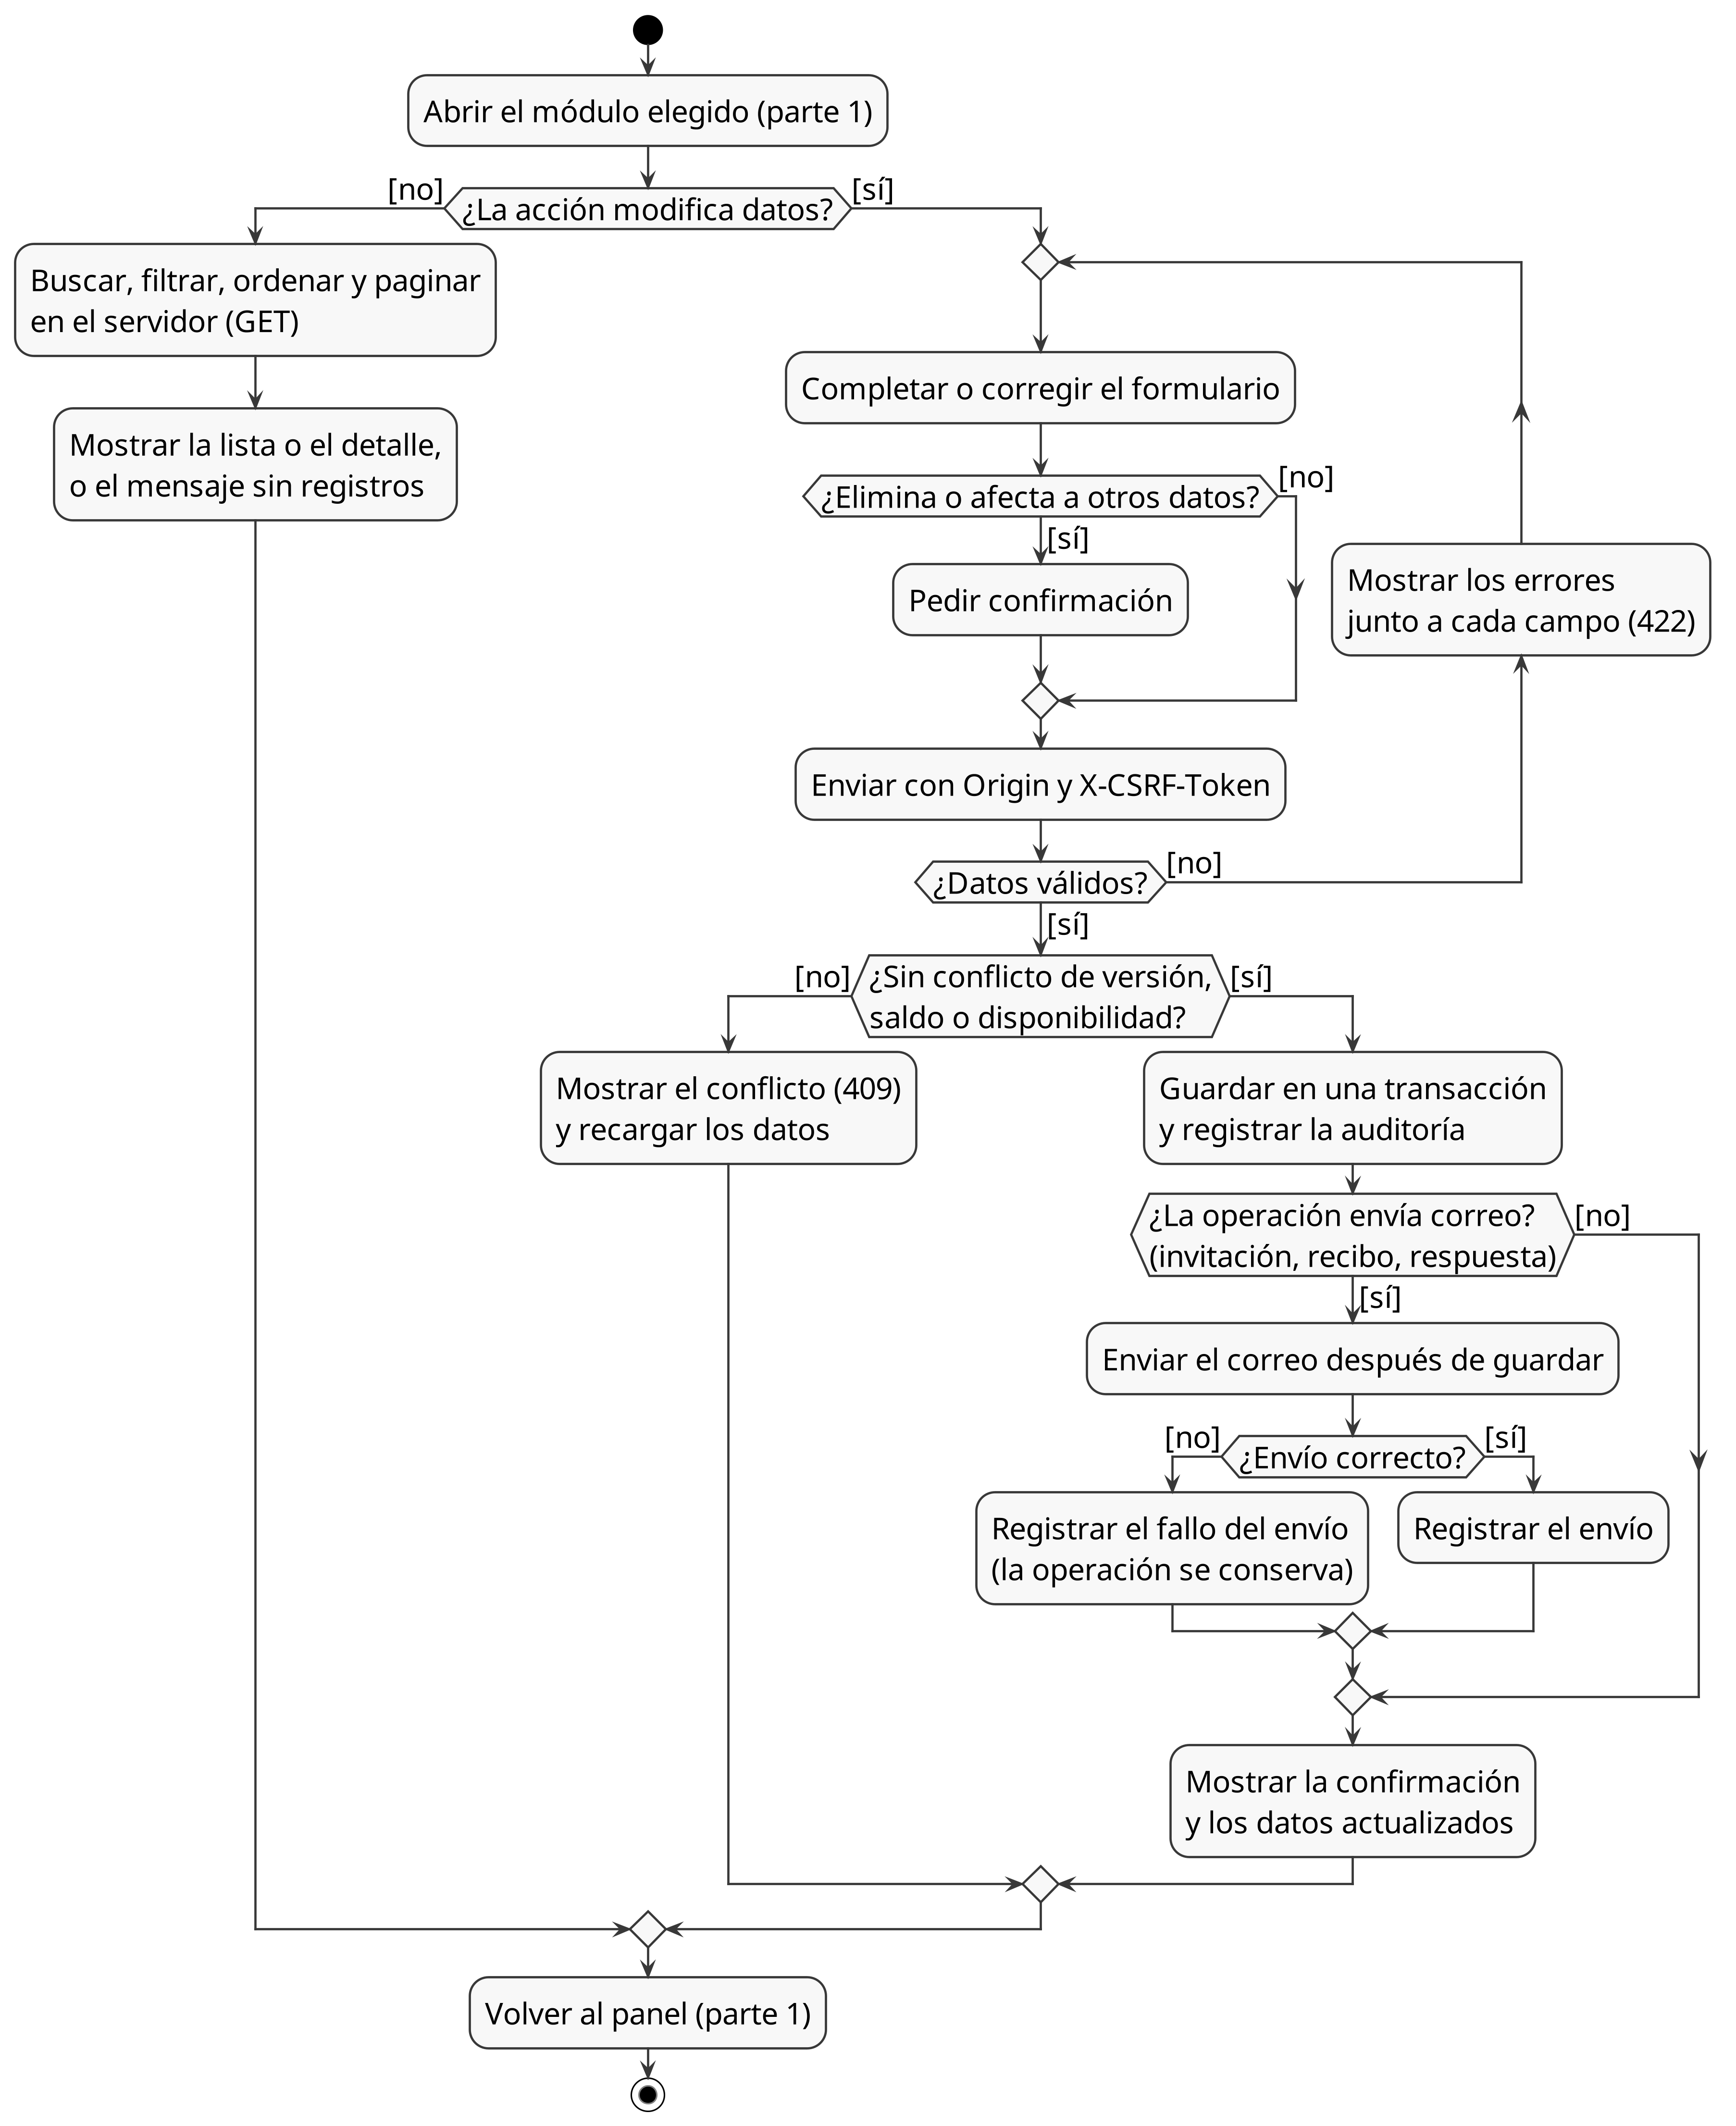 Abrir el módulo elegido (parte 1)
[no]
¿La acción modifica datos?
[sí]
Buscar, filtrar, ordenar y paginar
en el servidor (GET)
Mostrar la lista o el detalle,
o el mensaje sin registros
Completar o corregir el formulario
¿Elimina o afecta a otros datos?
[no]
[sí]
Pedir confirmación
Mostrar los errores
junto a cada campo (422)
Enviar con Origin y X-CSRF-Token
¿Datos válidos?
[no]
[sí]
[no]
¿Sin conflicto de versión,
saldo o disponibilidad?
[sí]
Mostrar el conflicto (409)
y recargar los datos
Guardar en una transacción
y registrar la auditoría
¿La operación envía correo?
(invitación, recibo, respuesta)
[no]
[sí]
Enviar el correo después de guardar
[no]
¿Envío correcto?
[sí]
Registrar el fallo del envío
(la operación se conserva)
Registrar el envío
Mostrar la confirmación
y los datos actualizados
Volver al panel (parte 1)